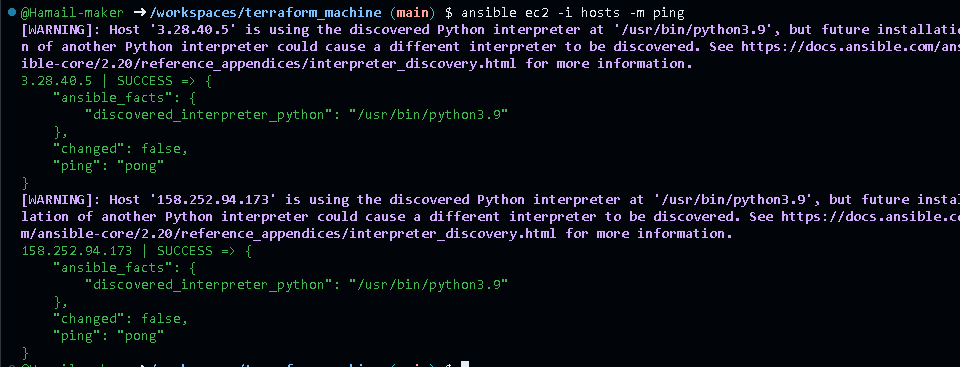 @Hamail-maker ➜/workspaces/terraform_machine (main) $ ansible ec2 -i hosts -m ping
[WARNING]: Host '3.28.40.5' is using the discovered Python interpreter at '/usr/bin/python3.9', but future installatio
n of another Python interpreter could cause a different interpreter to be discovered. See https://docs.ansible.com/ans
ible-core/2.20/reference_appendices/interpreter_discovery.html for more information.
3.28.40.5 | SUCCESS => {
    "ansible_facts": {
        "discovered_interpreter_python": "/usr/bin/python3.9"
    },
    "changed": false,
    "ping": "pong"
}
[WARNING]: Host '158.252.94.173' is using the discovered Python interpreter at '/usr/bin/python3.9', but future instal
lation of another Python interpreter could cause a different interpreter to be discovered. See https://docs.ansible.co
m/ansible-core/2.20/reference_appendices/interpreter_discovery.html for more information.
158.252.94.173 | SUCCESS => {
    "ansible_facts": {
        "discovered_interpreter_python": "/usr/bin/python3.9"
    },
    "changed": false,
    "ping": "pong"
}
@Hamail-maker ➜/workspaces/terraform_machine (main) $